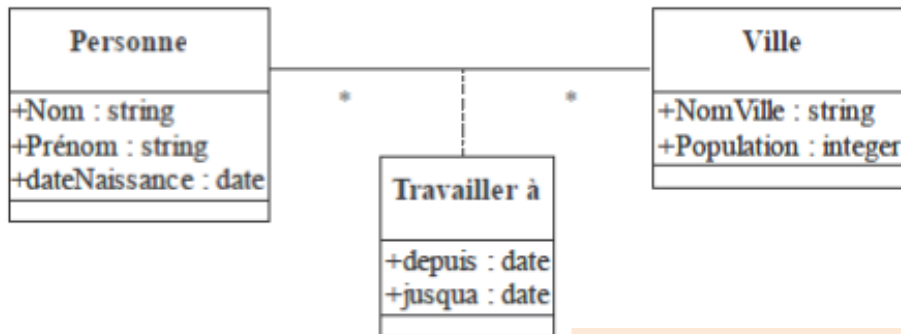 Personne
+Nom : string
+Prénom : string
+dateNaissance : date
*
*
Ville
+NomVille : string
+Population : integer
Travailler à
+depuis : date
+jusqua : date